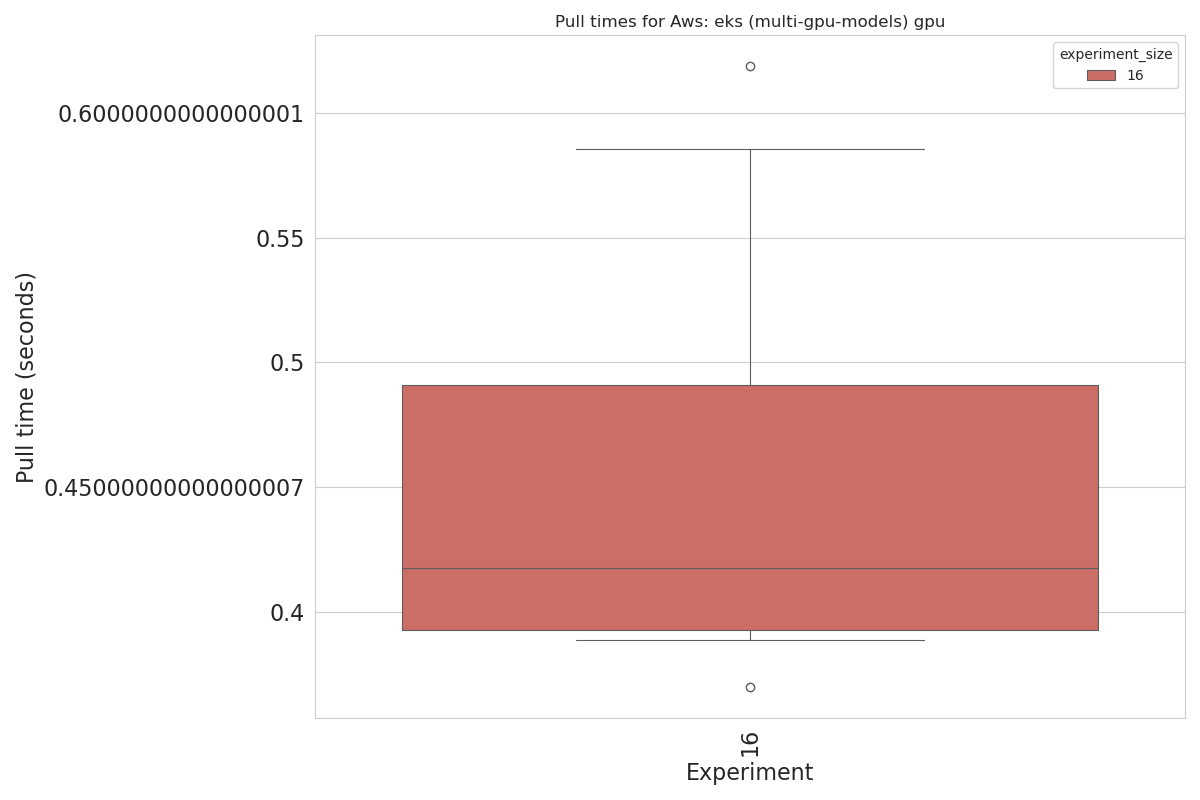 Pull times for Aws: eks (multi-gpu-models) gpu
experiment_size
16
0.6000000000000001
0.55
0.5
0.45000000000000007
0.4
Pull time (seconds)
16
Experiment